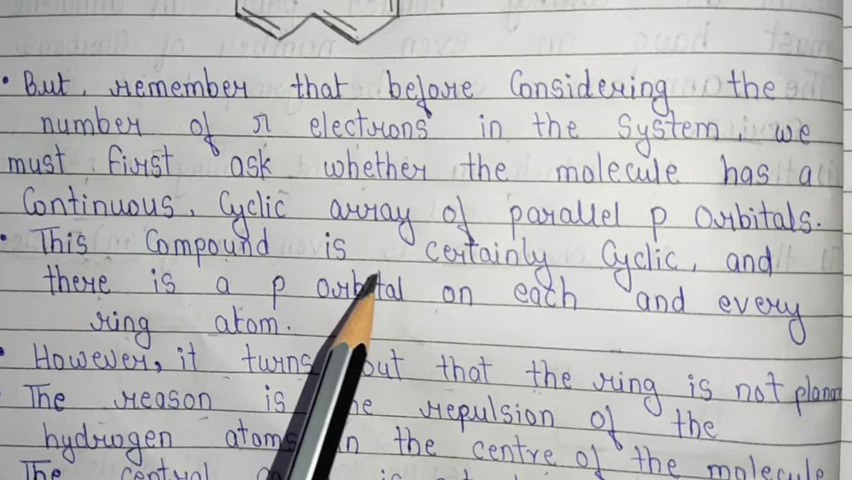 • But, remember that before Considering the
number of π electrons in the System, we
must first ask whether the molecule has a
Continuous, Cyclic array of parallel p orbitals.
• This Compound is certainly Cyclic, and
there is a p orbital on each and every
ring atom.
• However, it turns out that the ring is not planar
• The reason is the repulsion of the
hydrogen atoms in the centre of the molecule
The central